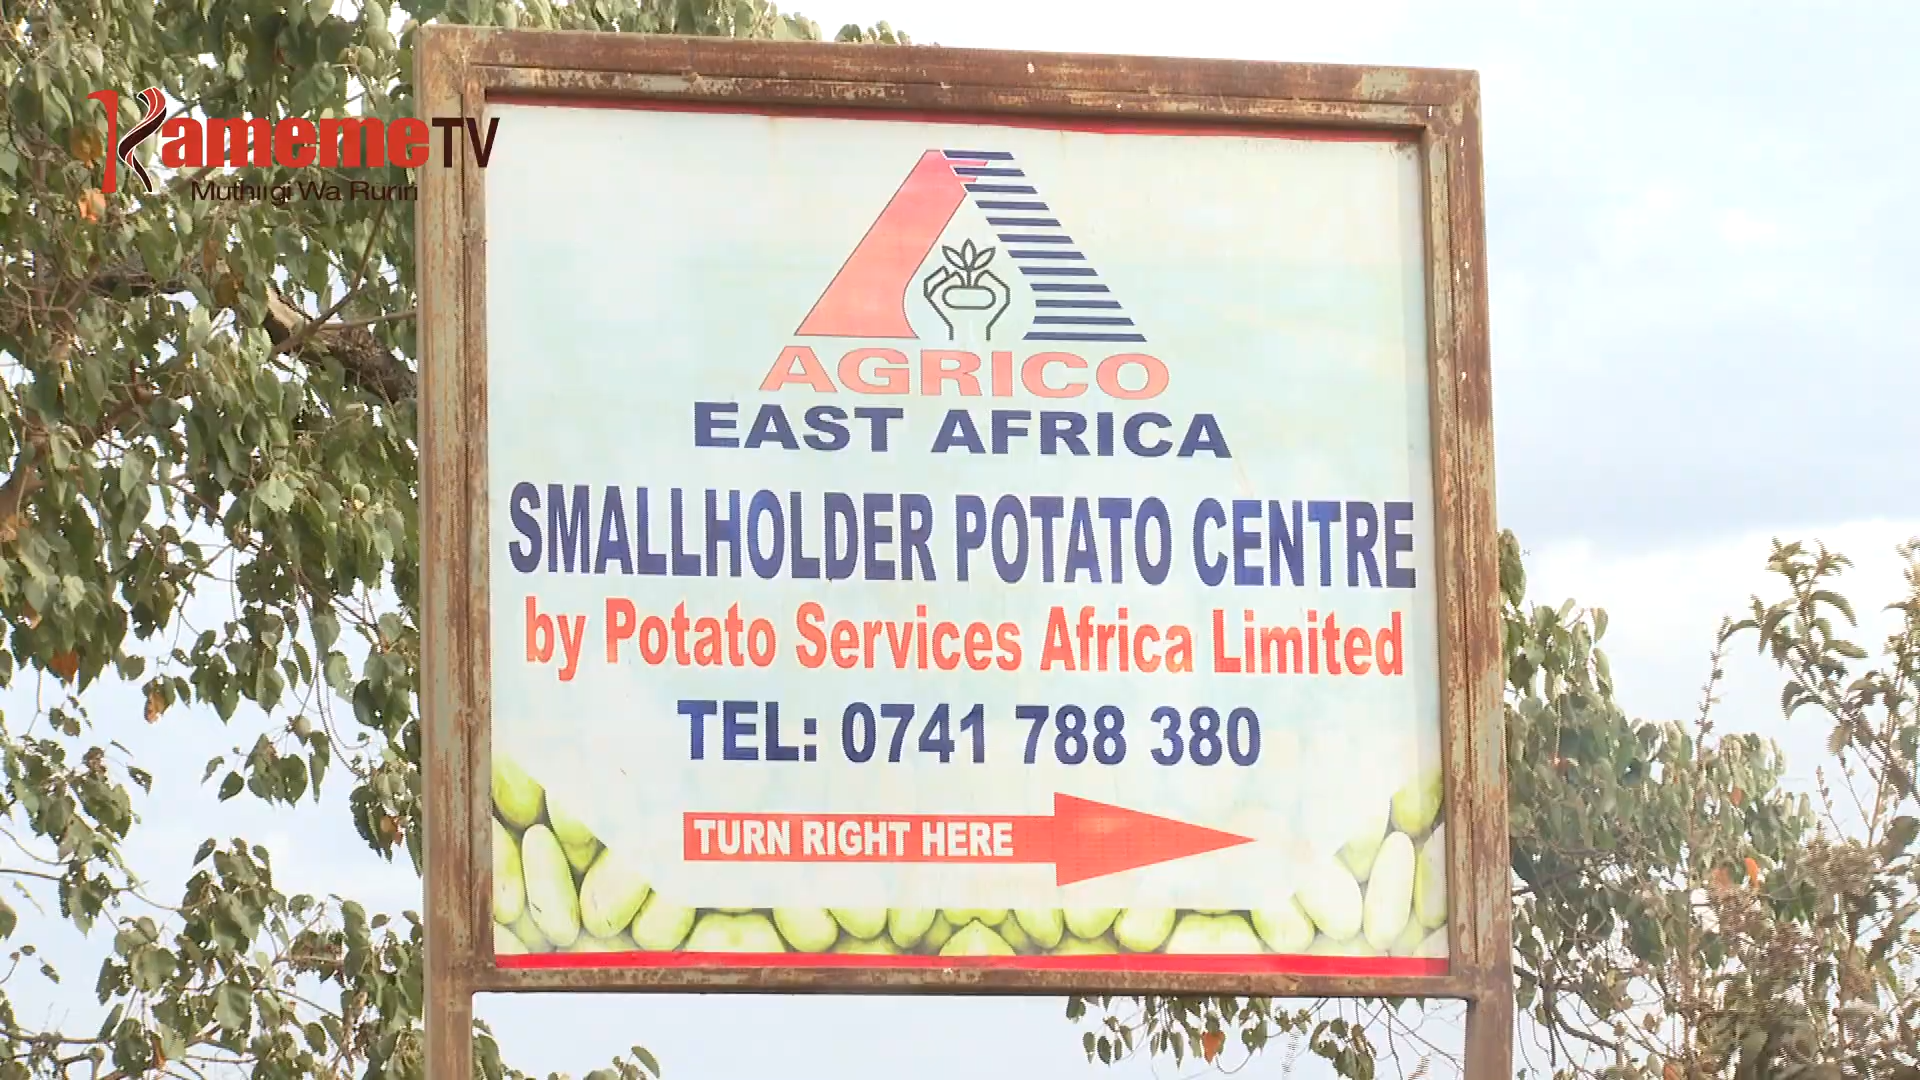 KamemeTV
Muthiigi Wa Ruriri
AGRICO
EAST AFRICA
SMALLHOLDER POTATO CENTRE
by Potato Services Africa Limited
TEL: 0741 788 380
TURN RIGHT HERE